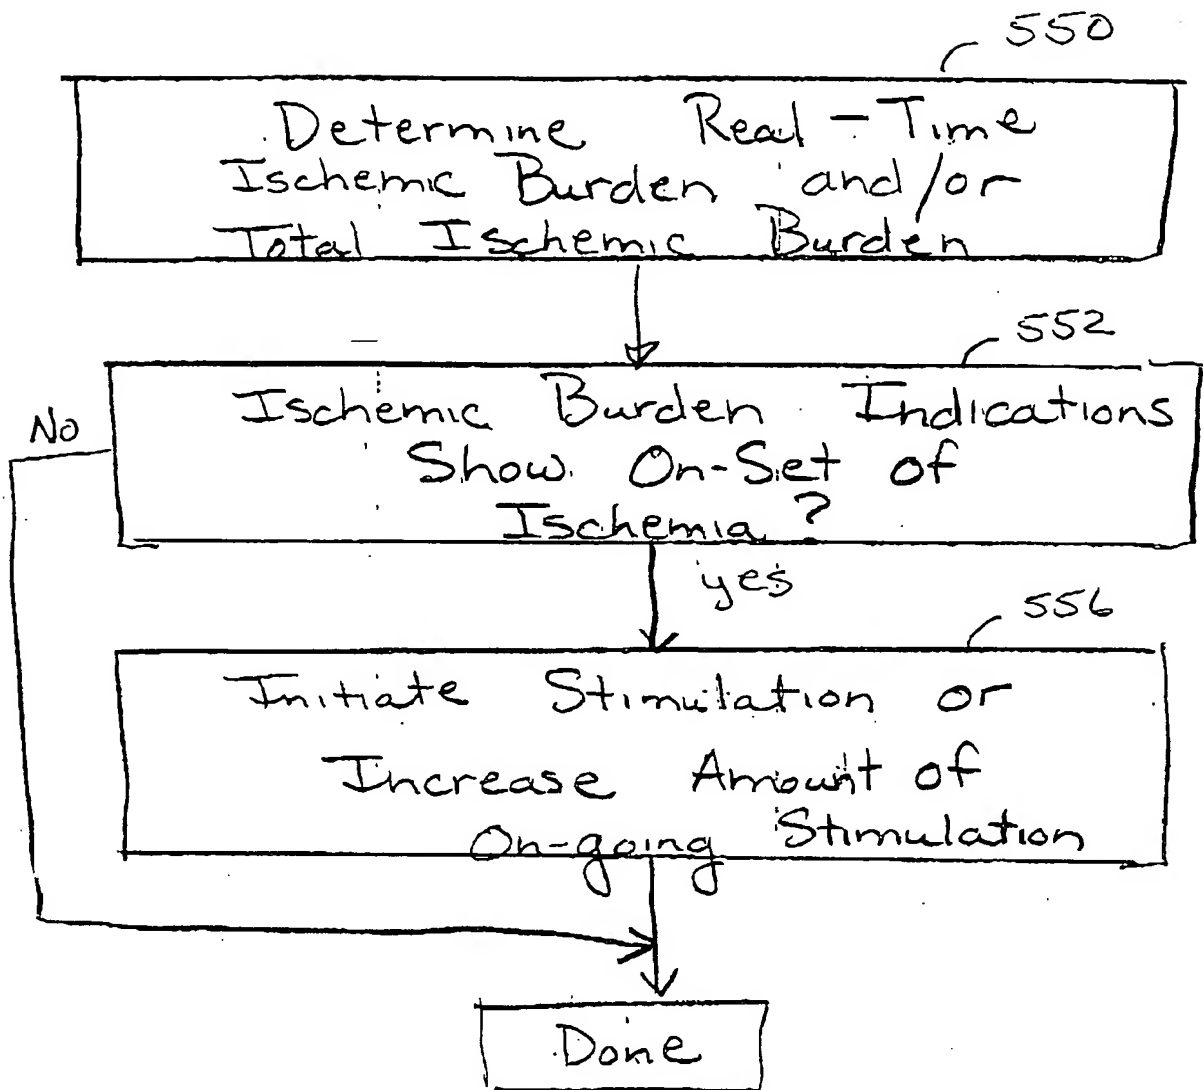 550
Determine Real-Time
Ischemic Burden and/or
Total Ischemic Burden
552
Ischemic Burden Indications
Show On-Set of
Ischemia?
No
yes
556
Initiate Stimulation or
Increase Amount of
On-going Stimulation
Done